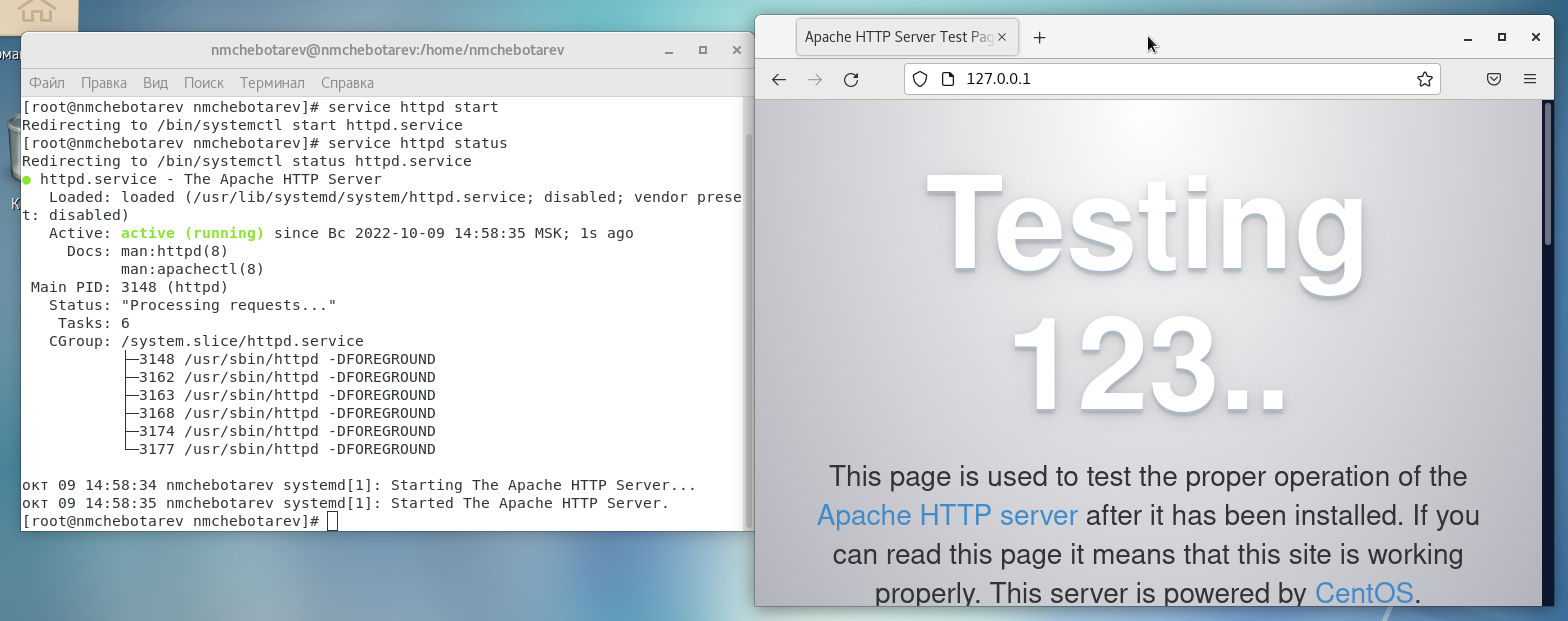 nmchebotarev@nmchebotarev:/home/nmchebotarev
Файл Правка Вид Поиск Терминал Справка
[root@nmchebotarev nmchebotarev]# service httpd start
Redirecting to /bin/systemctl start httpd.service
[root@nmchebotarev nmchebotarev]# service httpd status
Redirecting to /bin/systemctl status httpd.service
● httpd.service - The Apache HTTP Server
Loaded: loaded (/usr/lib/systemd/system/httpd.service; disabled; vendor prese
t: disabled)
Active: active (running) since Вс 2022-10-09 14:58:35 MSK; 1s ago
Docs: man:httpd(8)
man:apachectl(8)
Main PID: 3148 (httpd)
Status: "Processing requests..."
Tasks: 6
CGroup: /system.slice/httpd.service
├─3148 /usr/sbin/httpd -DFOREGROUND
├─3162 /usr/sbin/httpd -DFOREGROUND
├─3163 /usr/sbin/httpd -DFOREGROUND
├─3168 /usr/sbin/httpd -DFOREGROUND
├─3174 /usr/sbin/httpd -DFOREGROUND
└─3177 /usr/sbin/httpd -DFOREGROUND
окт 09 14:58:34 nmchebotarev systemd[1]: Starting The Apache HTTP Server...
окт 09 14:58:35 nmchebotarev systemd[1]: Started The Apache HTTP Server.
[root@nmchebotarev nmchebotarev]#
Apache HTTP Server Test Pag
127.0.0.1
Testing
123..
This page is used to test the proper operation of the
Apache HTTP server after it has been installed. If you
can read this page it means that this site is working
properly. This server is powered by CentOS.